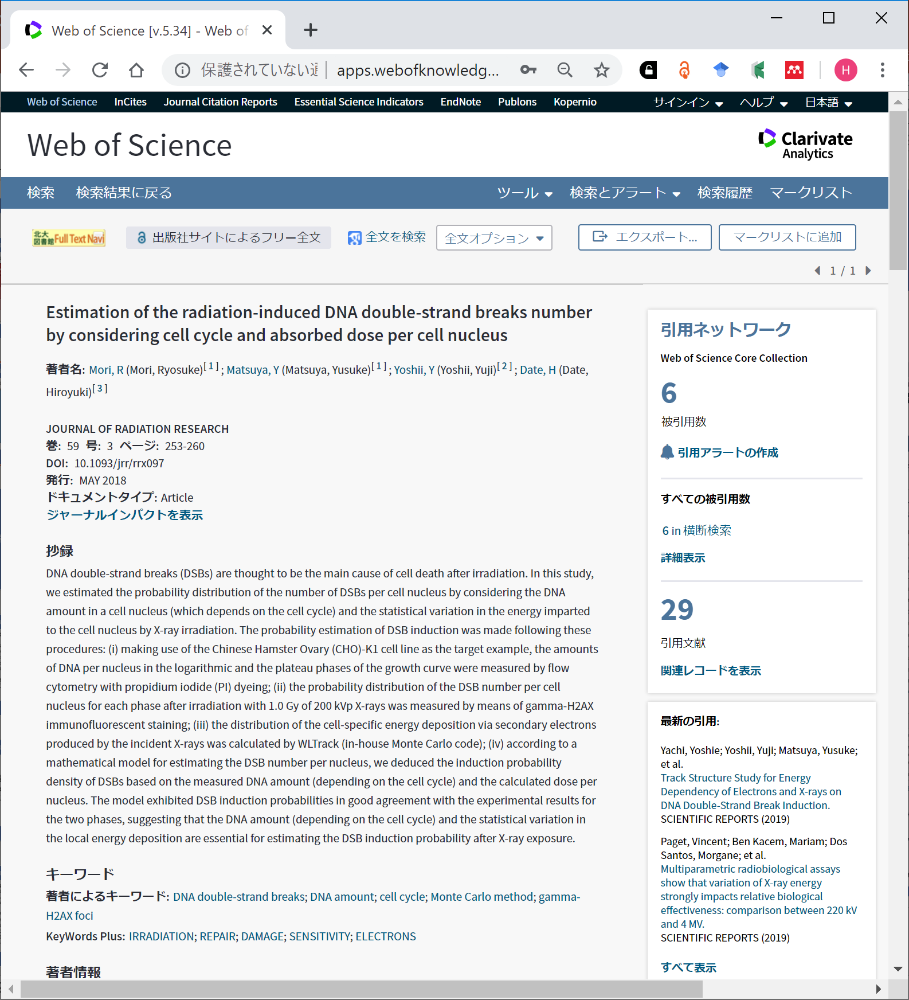 Web of Science [v.5.34] - Web of
保護されていない apps.webofknowledg...
H
Web of Science InCites Journal Citation Reports Essential Science Indicators EndNote Publons Kopernio サインイン ヘルプ 日本語
Web of Science
Clarivate
Analytics
検索 検索結果に戻る ツール 検索とアラート 検索履歴 マークリスト
北大
図書館 Full Text Navi
出版社サイトによるフリー全文 全文を検索 全文オプション エクスポート... マークリストに追加
1 / 1
Estimation of the radiation-induced DNA double-strand breaks number
by considering cell cycle and absorbed dose per cell nucleus
著者名: Mori, R (Mori, Ryosuke)[ 1 ] ; Matsuya, Y (Matsuya, Yusuke)[ 1 ] ; Yoshii, Y (Yoshii, Yuji)[ 2 ] ; Date, H (Date,
Hiroyuki)[ 3 ]
JOURNAL OF RADIATION RESEARCH
巻: 59 号: 3 ページ: 253-260
DOI: 10.1093/jrr/rrx097
発行: MAY 2018
ドキュメントタイプ: Article
ジャーナルインパクトを表示
抄録
DNA double-strand breaks (DSBs) are thought to be the main cause of cell death after irradiation. In this study,
we estimated the probability distribution of the number of DSBs per cell nucleus by considering the DNA
amount in a cell nucleus (which depends on the cell cycle) and the statistical variation in the energy imparted
to the cell nucleus by X-ray irradiation. The probability estimation of DSB induction was made following these
procedures: (i) making use of the Chinese Hamster Ovary (CHO)-K1 cell line as the target example, the amounts
of DNA per nucleus in the logarithmic and the plateau phases of the growth curve were measured by flow
cytometry with propidium iodide (PI) dyeing; (ii) the probability distribution of the DSB number per cell
nucleus for each phase after irradiation with 1.0 Gy of 200 kVp X-rays was measured by means of gamma-H2AX
immunofluorescent staining; (iii) the distribution of the cell-specific energy deposition via secondary electrons
produced by the incident X-rays was calculated by WLTrack (in-house Monte Carlo code); (iv) according to a
mathematical model for estimating the DSB number per nucleus, we deduced the induction probability
density of DSBs based on the measured DNA amount (depending on the cell cycle) and the calculated dose per
nucleus. The model exhibited DSB induction probabilities in good agreement with the experimental results for
the two phases, suggesting that the DNA amount (depending on the cell cycle) and the statistical variation in
the local energy deposition are essential for estimating the DSB induction probability after X-ray exposure.
キーワード
著者によるキーワード: DNA double-strand breaks; DNA amount; cell cycle; Monte Carlo method; gamma-
H2AX foci
KeyWords Plus: IRRADIATION; REPAIR; DAMAGE; SENSITIVITY; ELECTRONS
著者情報
引用ネットワーク
Web of Science Core Collection
6
被引用数
引用アラートの作成
すべての被引用数
6 in 横断検索
詳細表示
29
引用文献
関連レコードを表示
最新の引用:
Yachi, Yoshie; Yoshii, Yuji; Matsuya, Yusuke;
et al.
Track Structure Study for Energy
Dependency of Electrons and X-rays on
DNA Double-Strand Break Induction.
SCIENTIFIC REPORTS (2019)
Paget, Vincent; Ben Kacem, Mariam; Dos
Santos, Morgane; et al.
Multiparametric radiobiological assays
show that variation of X-ray energy
strongly impacts relative biological
effectiveness: comparison between 220 kV
and 4 MV.
SCIENTIFIC REPORTS (2019)
すべて表示